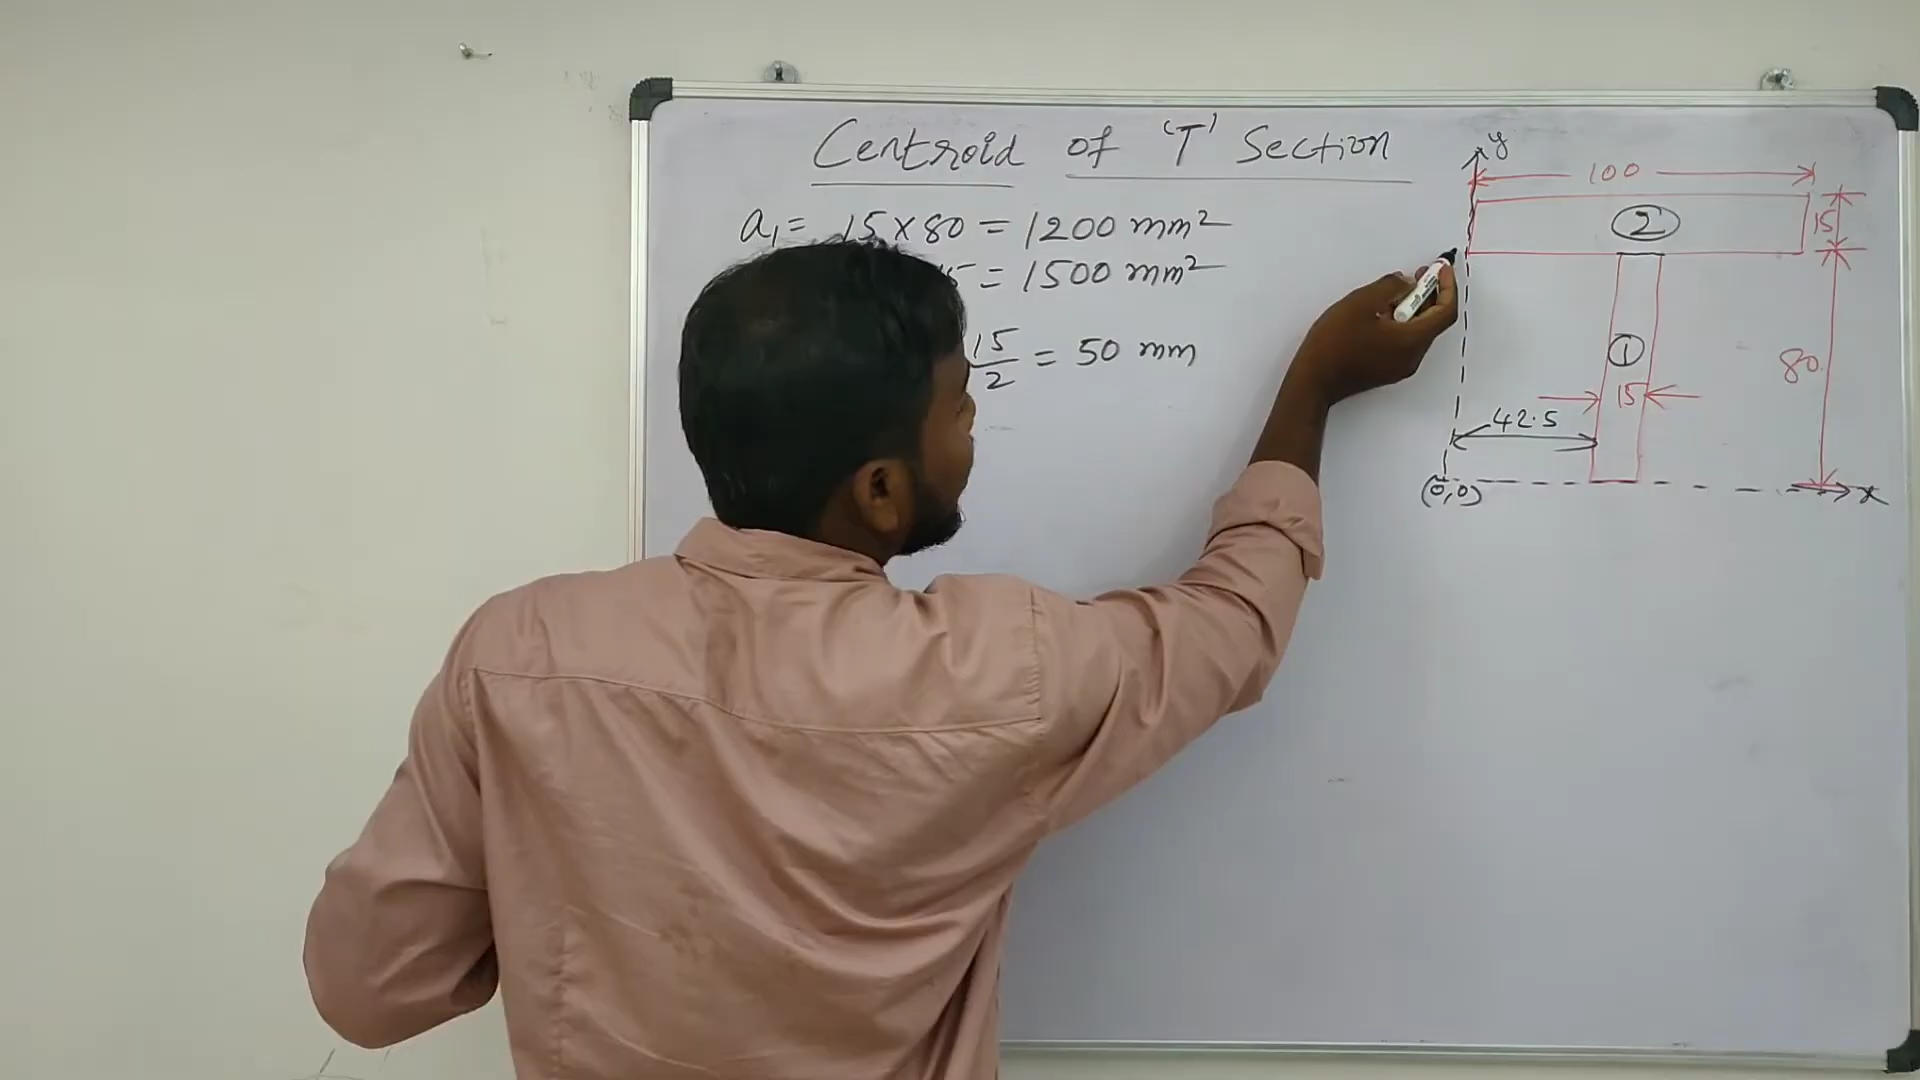 Centroid of 'T' Section
a₁ = 15 x 80 = 1200 mm²
5 = 1500 mm²
15/2 = 50 mm
y
100
2
15
1
80
15
42.5
(0,0)
x